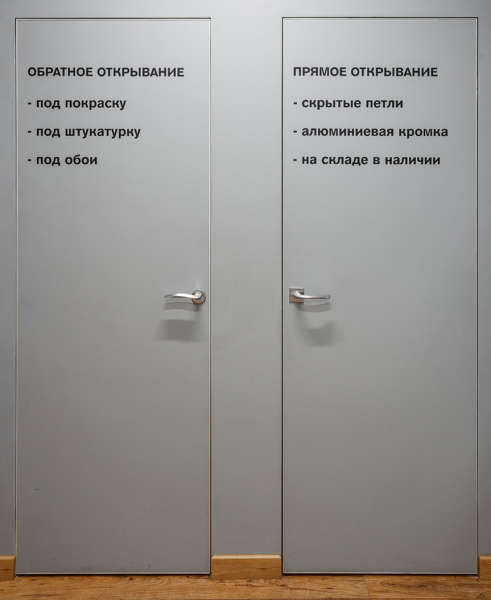 ОБРАТНОЕ ОТКРЫВАНИЕ
- под покраску
- под штукатурку
- под обои
ПРЯМОЕ ОТКРЫВАНИЕ
- скрытые петли
- алюминиевая кромка
- на складе в наличии